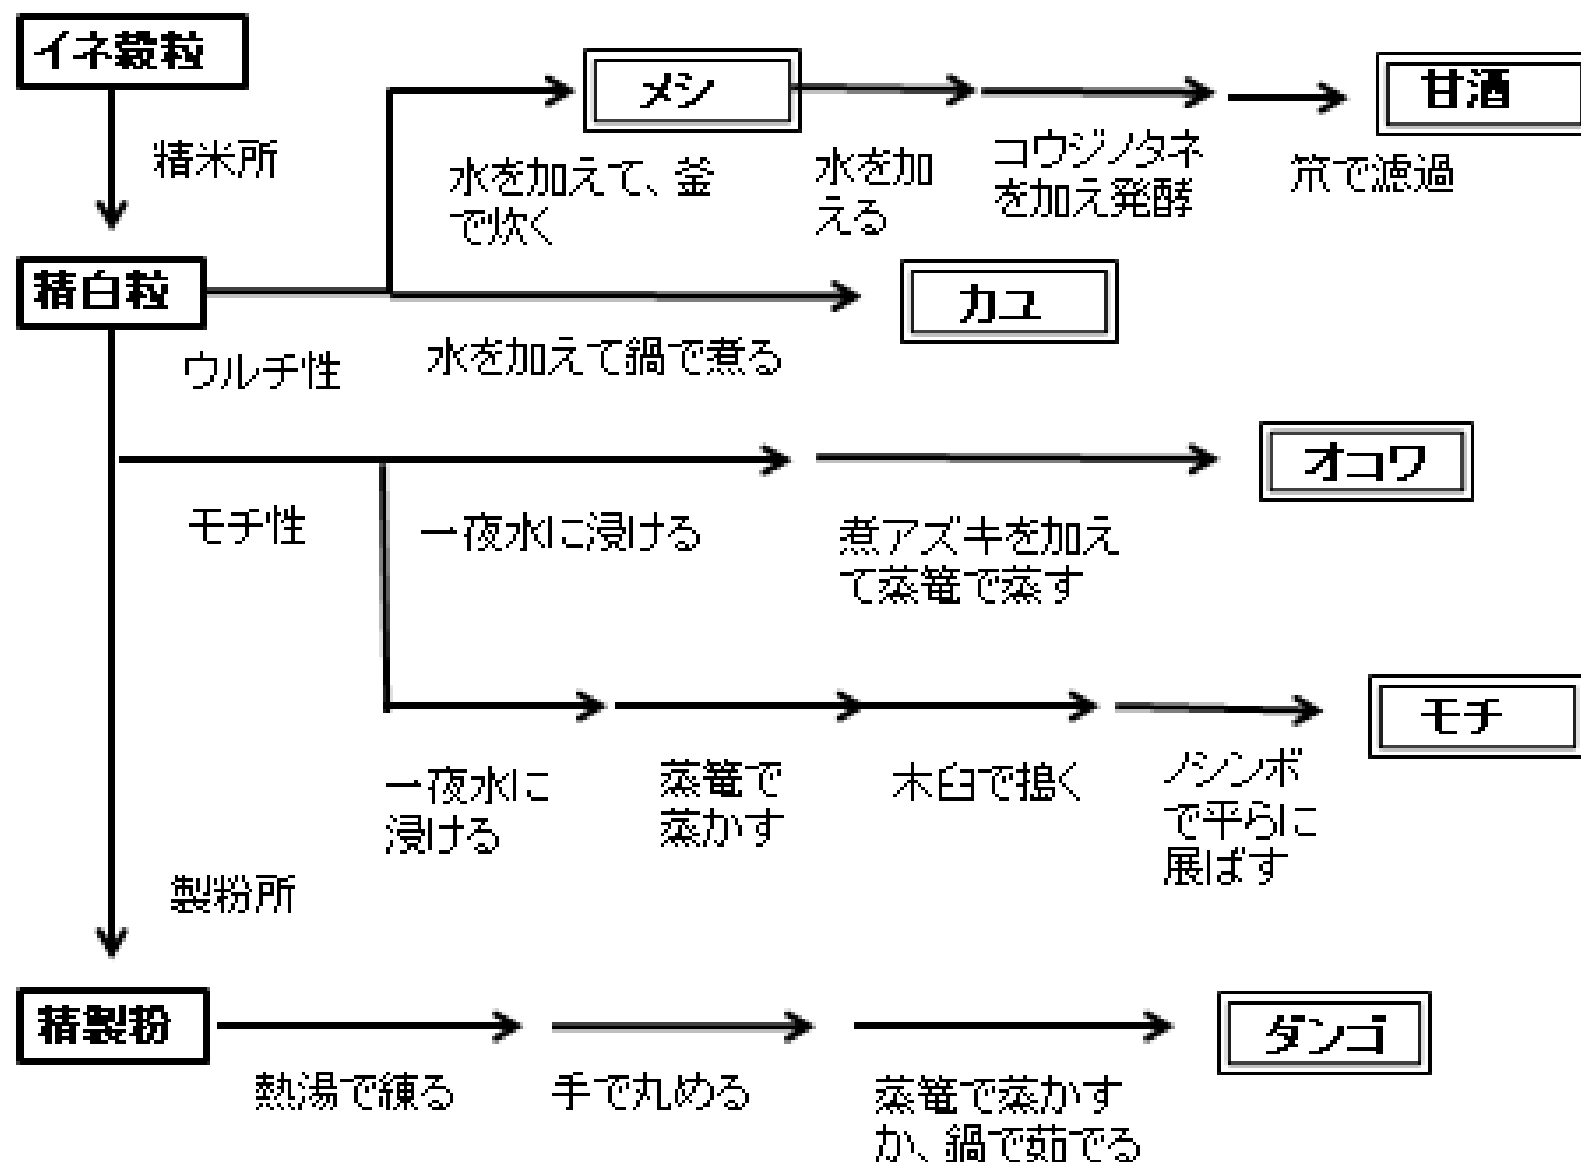 イネ穀粒
メシ
甘酒
精米所
水を加えて、釜
で炊く
水を加
える
コウジノタネ
を加え発酵
笊で濾過
精白粒
カユ
ウルチ性
水を加えて鍋で煮る
オコワ
モチ性
一夜水に浸ける
煮アズキを加え
て蒸篭で蒸す
モチ
一夜水に
浸ける
蒸篭で
蒸かす
木臼で搗く
ノシンボ
で平らに
展ばす
製粉所
精製粉
ダンゴ
熱湯で練る
手で丸める
蒸篭で蒸かす
か、鍋で茹でる